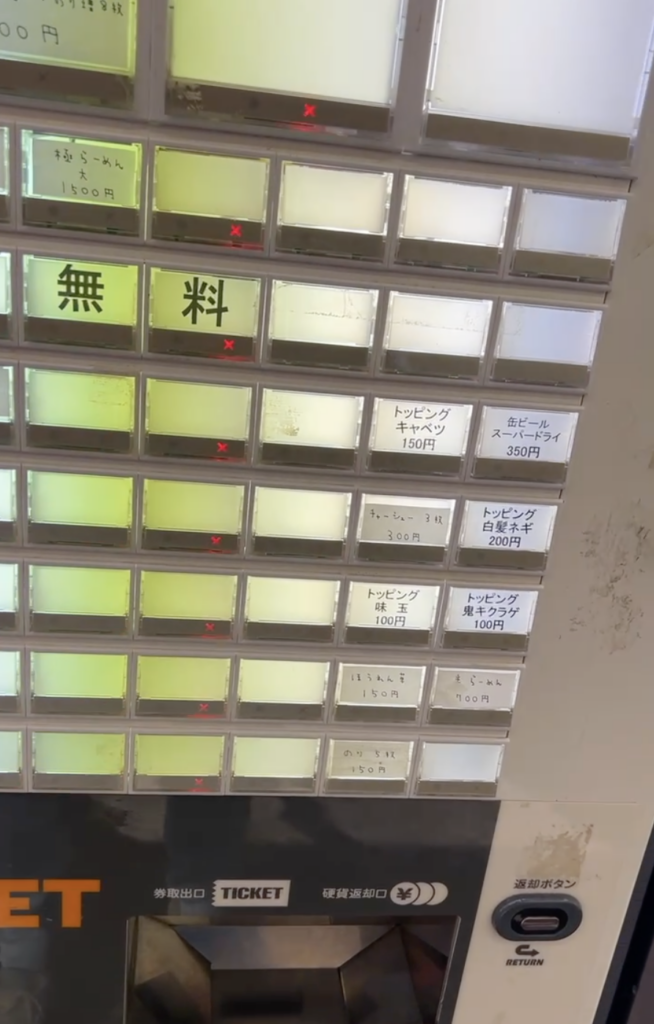 00円
極らーめん
大
1500円
無
料
トッピング
キャベツ
150円
缶ビール
スーパードライ
350円
チャーシュー 3枚
300円
トッピング
白髪ネギ
200円
トッピング
味 玉
100円
トッピング
鬼キクラゲ
100円
ほうれん草
150円
らーめん
700円
のり 5枚
150円
ET
券取出口
TICKET
硬貨返却口
¥
返却ボタン
RETURN